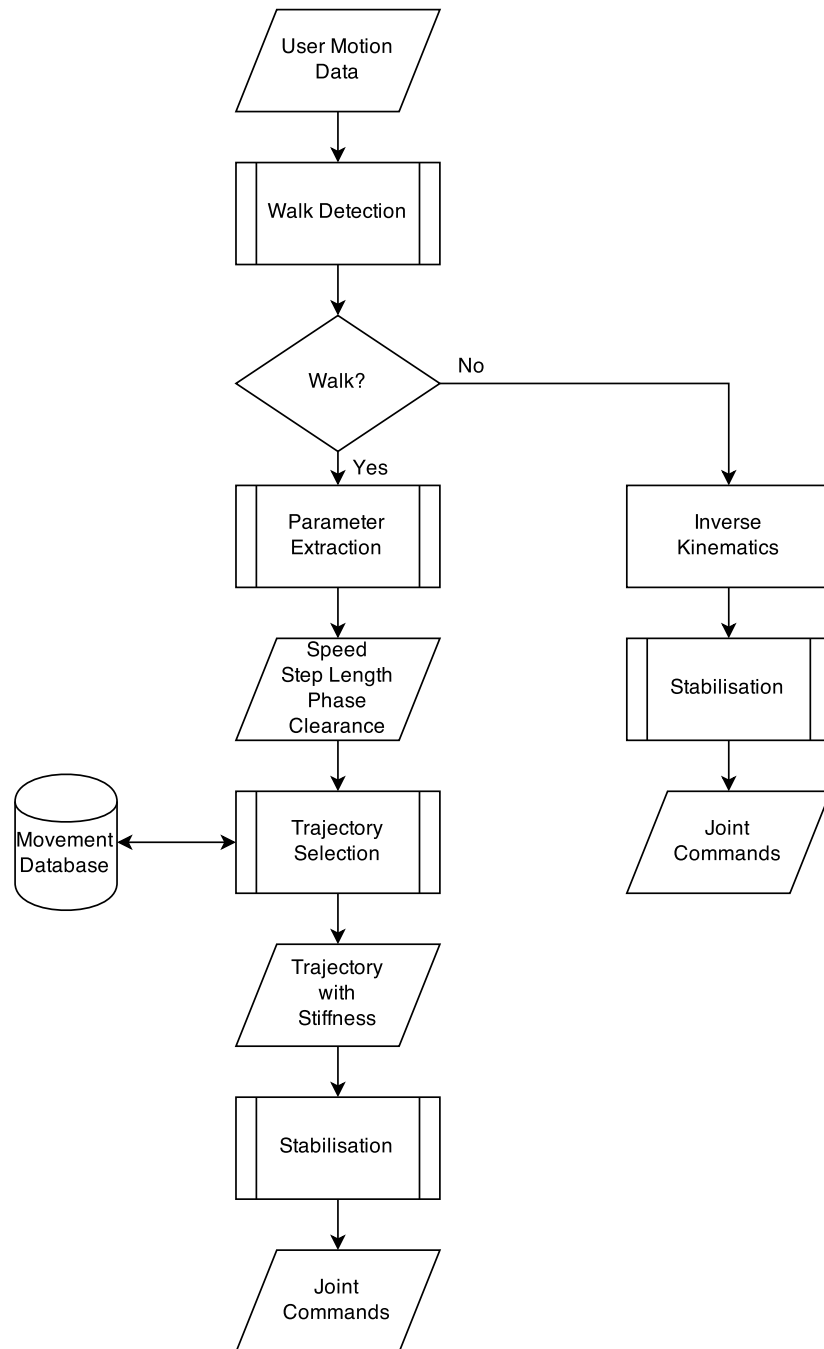 User Motion
Data
Walk Detection
Walk?
No
Yes
Parameter
Extraction
Inverse
Kinematics
Speed
Step Length
Phase
Clearance
Stabilisation
Movement
Database
Trajectory
Selection
Joint
Commands
Trajectory
with
Stiffness
Stabilisation
Joint
Commands